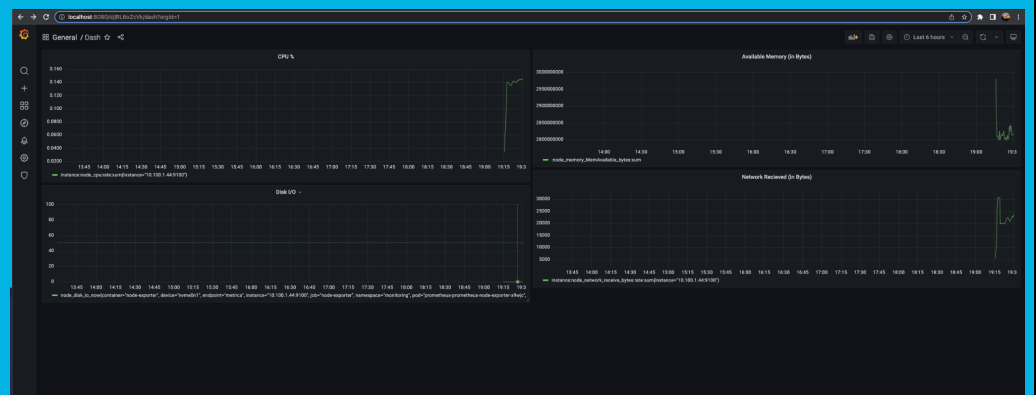 localhost:8080/d/jRL6oZcVk/dash?orgId=1
General / Dash
Last 6 hours
CPU %
0.160
0.140
0.120
0.100
0.0800
0.0600
0.0400
0.0200
13:45 14:00 14:15 14:30 14:45 15:00 15:15 15:30 15:45 16:00 16:15 16:30 16:45 17:00 17:15 17:30 17:45 18:00 18:15 18:30 18:45 19:00 19:15 19:3
instance:node_cpu:rate:sum{instance="10.100.1.44:9100"}
Available Memory (in Bytes)
3000000000
2950000000
2900000000
2850000000
2800000000
14:00 14:30 15:00 15:30 16:00 16:30 17:00 17:30 18:00 18:30 19:00 19:3
:node_memory_MemAvailable_bytes:sum
Disk I/O
100
80
60
40
20
0
13:45 14:00 14:15 14:30 14:45 15:00 15:15 15:30 15:45 16:00 16:15 16:30 16:45 17:00 17:15 17:30 17:45 18:00 18:15 18:30 18:45 19:00 19:15 19:3
node_disk_io_now{container="node-exporter", device="nvme0n1", endpoint="metrics", instance="10.100.1.44:9100", job="node-exporter", namespace="monitoring",
Network Recieved (in Bytes)
30000
25000
20000
15000
10000
5000
13:45 14:00 14:15 14:30 14:45 15:00 15:15 15:30 15:45 16:00 16:15 16:30 16:45 17:00 17:15 17:30 17:45 18:00 18:15 18:30 18:45 19:00 19:15 19:3
instance:node_network_receive_bytes:rate:sum{instance="10.100.1.44:9100"}